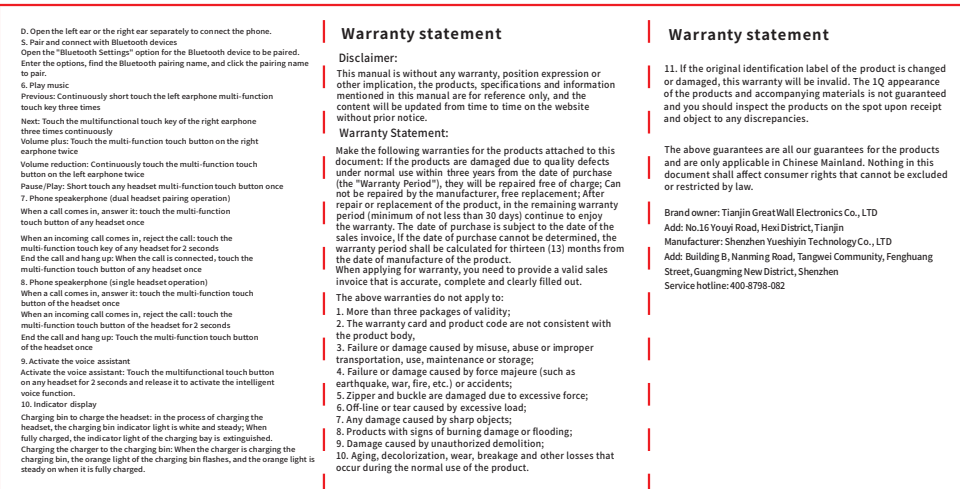 D. Open the left ear or the right ear separately to connect the phone.
S. Pair and connect with Bluetooth devices
Open the "Bluetooth Settings" option for the Bluetooth device to be paired.
Enter the options, find the Bluetooth pairing name, and click the pairing name
to pair.
6. Play music
Previous: Continuously short touch the left earphone multi-function
touch key three times
Next: Touch the multifunctional touch key of the right earphone
three times continuously
Volume plus: Touch the multi-function touch button on the right
earphone twice
Volume reduction: Continuously touch the multi-function touch
button on the left earphone twice
Pause/Play: Short touch any headset multi-function touch button once
7. Phone speakerphone (dual headset pairing operation)
When a call comes in, answer it: touch the multi-function
touch button of any headset once
When an incoming call comes in, reject the call: touch the
multi-function touch key of any headset for 2 seconds
End the call and hang up: When the call is connected, touch the
multi-function touch button of any headset once
8. Phone speakerphone (single headset operation)
When a call comes in, answer it: touch the multi-function touch
button of the headset once
When an incoming call comes in, reject the call: touch the
multi-function touch button of the headset for 2 seconds
End the call and hang up: Touch the multi-function touch button
of the headset once
9. Activate the voice assistant
Activate the voice assistant: Touch the multifunctional touch button
on any headset for 2 seconds and release it to activate the intelligent
voice function.
10. Indicator display
Charging bin to charge the headset: in the process of charging the
headset, the charging bin indicator light is white and steady; When
fully charged, the indicator light of the charging bay is extinguished.
Charging the charger to the charging bin: When the charger is charging the
charging bin, the orange light of the charging bin flashes, and the orange light is
steady on when it is fully charged.
Warranty statement
Disclaimer:
This manual is without any warranty, position expression or
other implication, the products, specifications and information
mentioned in this manual are for reference only, and the
content will be updated from time to time on the website
without prior notice.
Warranty Statement:
Make the following warranties for the products attached to this
document: If the products are damaged due to quality defects
under normal use within three years from the date of purchase
(the "Warranty Period"), they will be repaired free of charge; Can
not be repaired by the manufacturer, free replacement; After
repair or replacement of the product, in the remaining warranty
period (minimum of not less than 30 days) continue to enjoy
the warranty. The date of purchase is subject to the date of the
sales invoice, lf the date of purchase cannot be determined, the
warranty period shall be calculated for thirteen (13) months from
the date of manufacture of the product.
When applying for warranty, you need to provide a valid sales
invoice that is accurate, complete and clearly filled out.
The above warranties do not apply to:
1. More than three packages of validity;
2. The warranty card and product code are not consistent with
the product body,
3. Failure or damage caused by misuse, abuse or improper
transportation, use, maintenance or storage;
4. Failure or damage caused by force majeure (such as
earthquake, war, fire, etc.) or accidents;
5. Zipper and buckle are damaged due to excessive force;
6. Off-line or tear caused by excessive load;
7. Any damage caused by sharp objects;
8. Products with signs of burning damage or flooding;
9. Damage caused by unauthorized demolition;
10. Aging, decolorization, wear, breakage and other losses that
occur during the normal use of the product.
Warranty statement
11. If the original identification label of the product is changed
or damaged, this warranty will be invalid. The 1Q appearance
of the products and accompanying materials is not guaranteed
and you should inspect the products on the spot upon receipt
and object to any discrepancies.
The above guarantees are all our guarantees for the products
and are only applicable in Chinese Mainland. Nothing in this
document shall affect consumer rights that cannot be excluded
or restricted by law.
Brand owner: Tianjin Great Wall Electronics Co., LTD
Add: No.16 Youyi Road, Hexi District, Tianjin
Manufacturer: Shenzhen Yueshiyin Technology Co., LTD
Add: Building B, Nanming Road, Tangwei Community, Fenghuang
Street, Guangming New District, Shenzhen
Service hotline: 400-8798-082